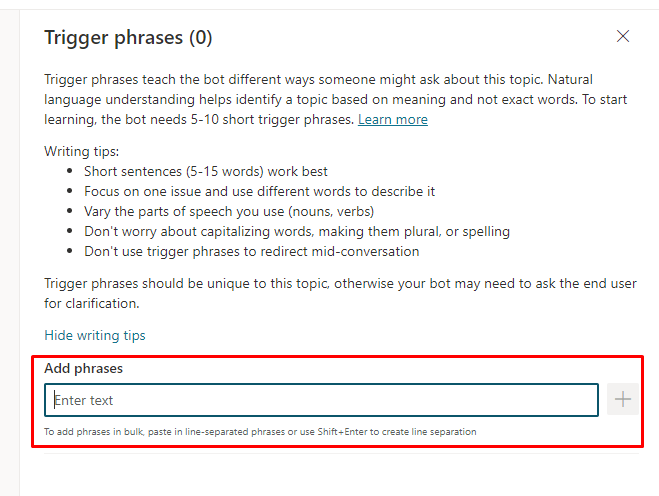 Trigger phrases (0)
Trigger phrases teach the bot different ways someone might ask about this topic. Natural
language understanding helps identify a topic based on meaning and not exact words. To start
learning, the bot needs 5-10 short trigger phrases. Learn more
Writing tips:
• Short sentences (5-15 words) work best
• Focus on one issue and use different words to describe it
• Vary the parts of speech you use (nouns, verbs)
• Don't worry about capitalizing words, making them plural, or spelling
• Don't use trigger phrases to redirect mid-conversation
Trigger phrases should be unique to this topic, otherwise your bot may need to ask the end user
for clarification.
Hide writing tips
Add phrases
Enter text
To add phrases in bulk, paste in line-separated phrases or use Shift+Enter to create line separation